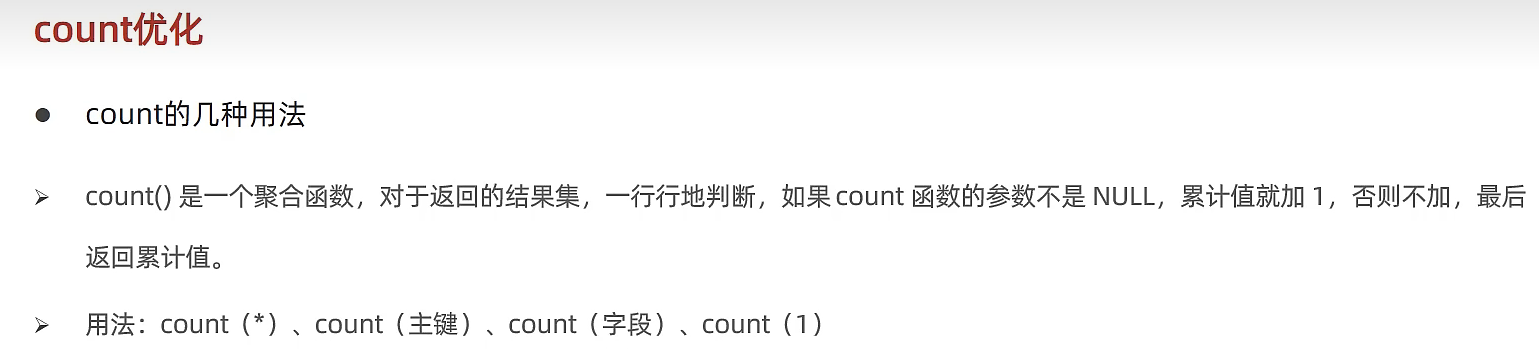 count优化
● count的几种用法
➢ count() 是一个聚合函数，对于返回的结果集，一行行地判断，如果 count 函数的参数不是 NULL，累计值就加 1，否则不加，最后
返回累计值。
➢ 用法：count（*）、count（主键）、count（字段）、count（1）